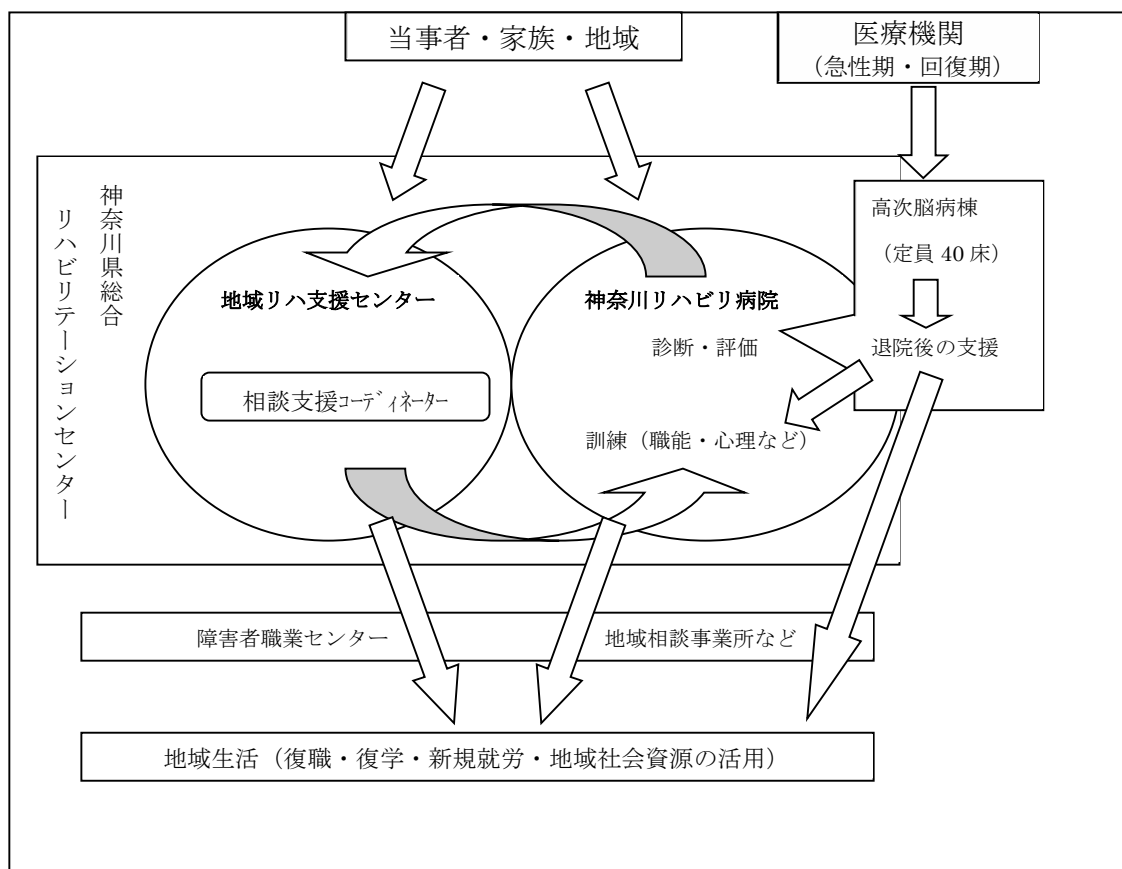 当事者・家族・地域
医療機関
（急性期・回復期）
神奈川県総合
リハビリテーションセンター
高次脳病棟
（定員 40 床）
地域リハ支援センター
神奈川リハビリ病院
診断・評価
退院後の支援
相談支援ｺｰﾃﾞｨネーター
訓練（職能・心理など）
障害者職業センター
地域相談事業所など
地域生活（復職・復学・新規就労・地域社会資源の活用）